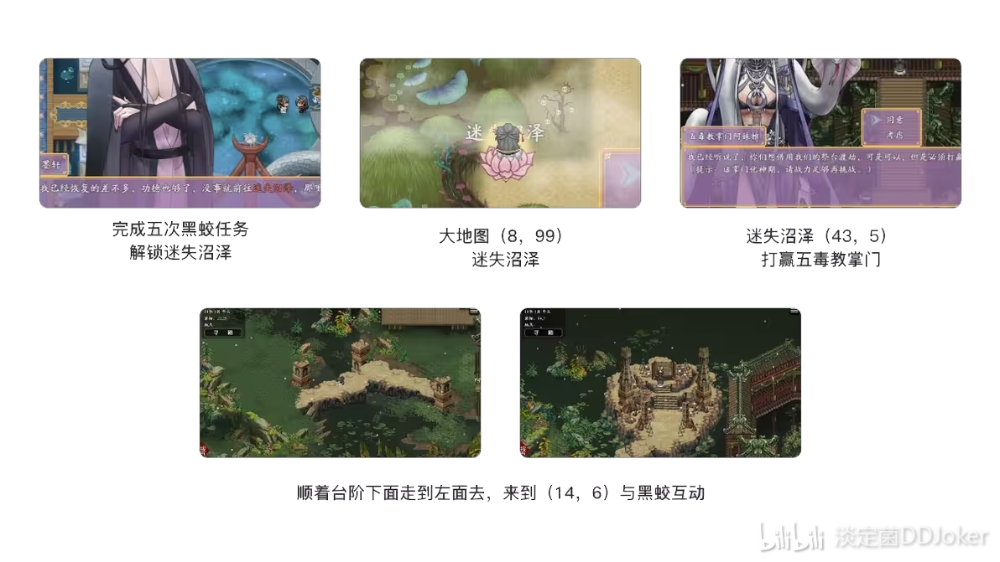 墨轩
我已经恢复的差不多、功德也够了、没事就前往迷失沼泽、那里
迷失沼泽
五毒教掌门阿妹雅
同意
考虑
我已经听说了、你们想借用我们的祭台渡劫、可是可以、但是必须打赢
(提示：该掌门化神期、请战力足够再挑战。)
完成五次黑蛟任务
解锁迷失沼泽
大地图（8，99）
迷失沼泽
迷失沼泽（43，5）
打赢五毒教掌门
寻 路
寻 路
顺着台阶下面走到左面去，来到（14，6）与黑蛟互动
bilibili 淡定菌DDJoker